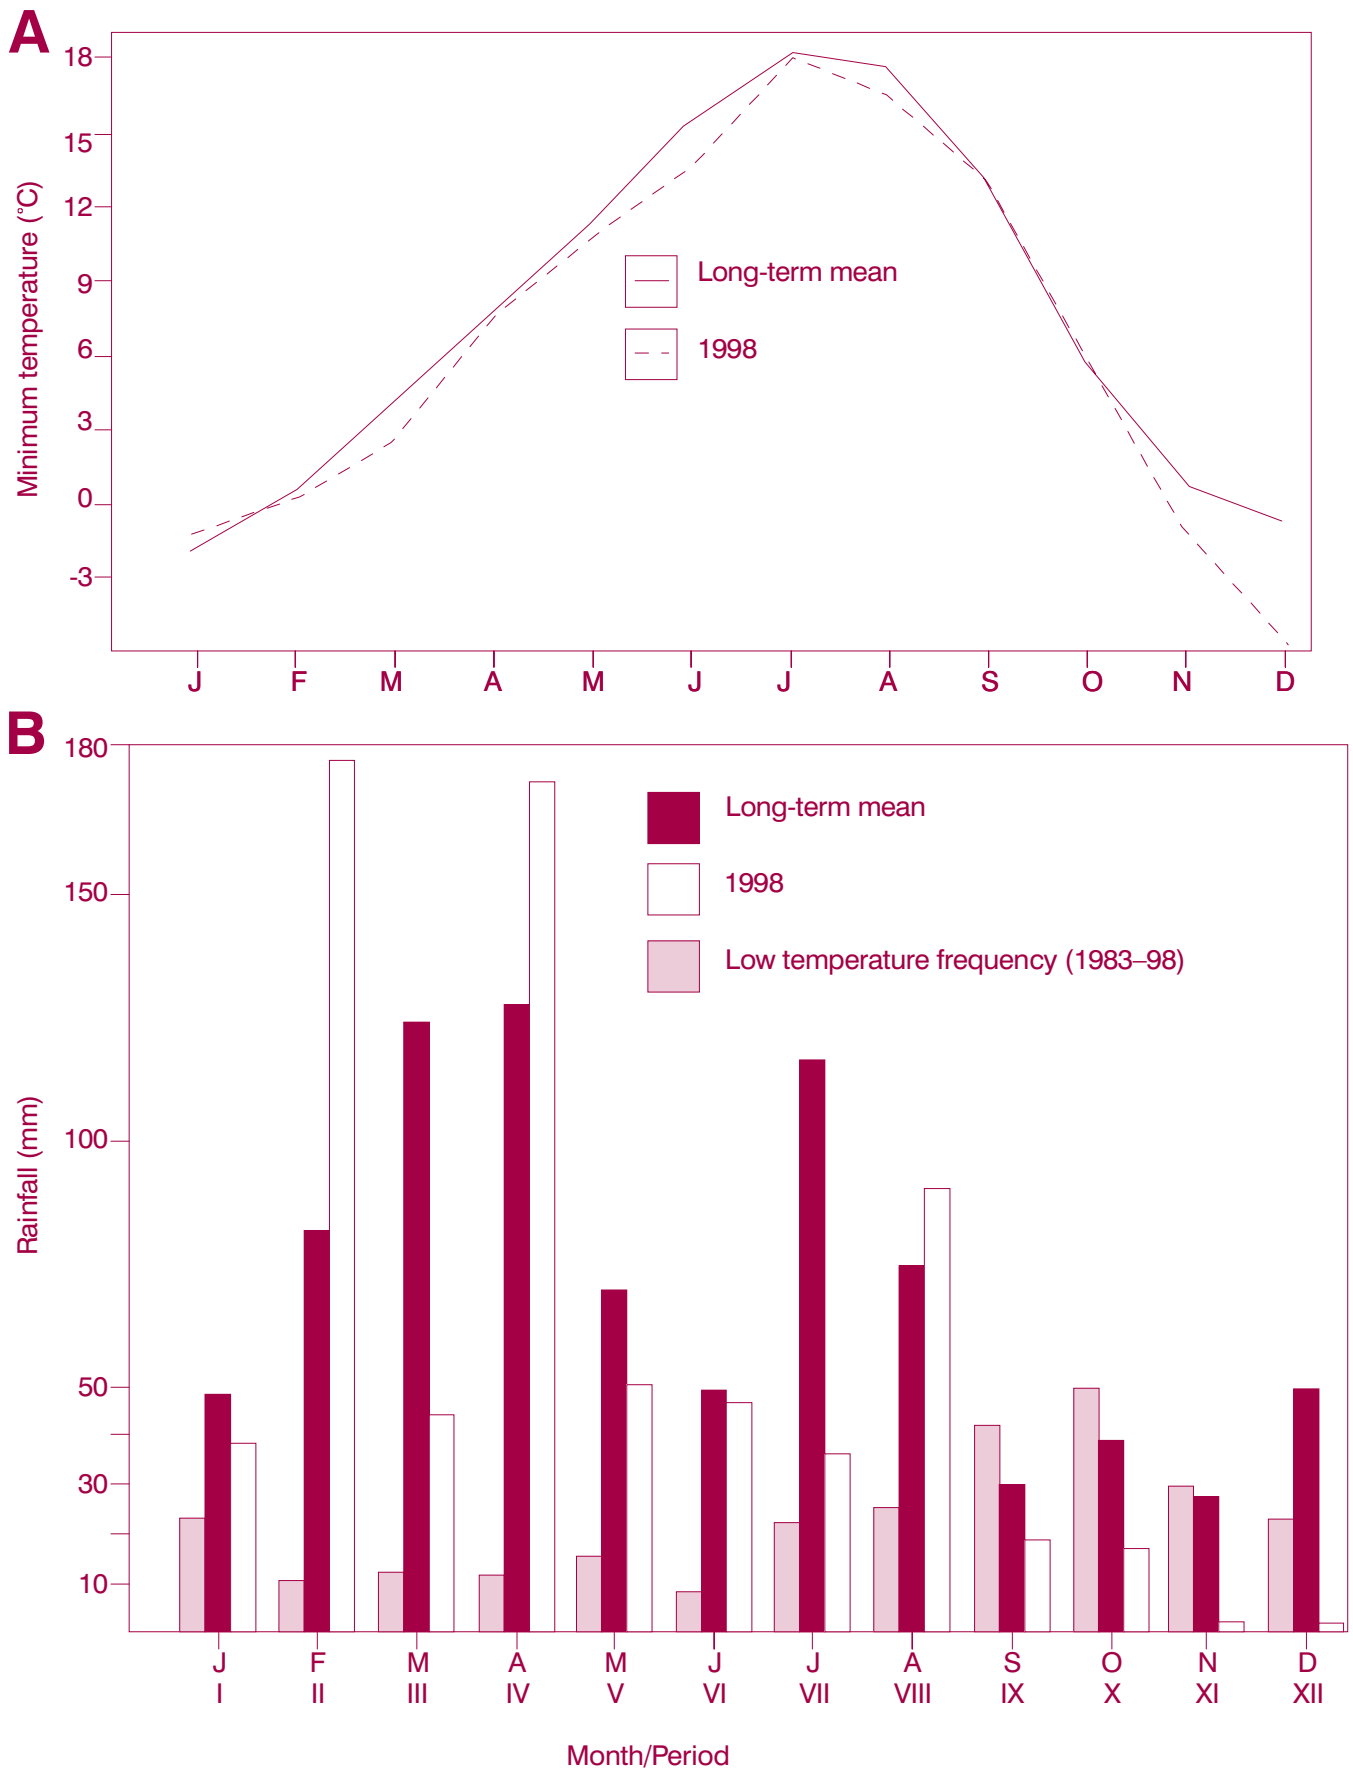 A
18
15
12
9
6
3
0
-3
Minimum temperature (°C)
Long-term mean
1998
J F M A M J J A S O N D
B
180
150
100
50
30
10
Rainfall (mm)
Long-term mean
1998
Low temperature frequency (1983–98)
J F M A M J J A S O N D
I II III IV V VI VII VIII IX X XI XII
Month/Period